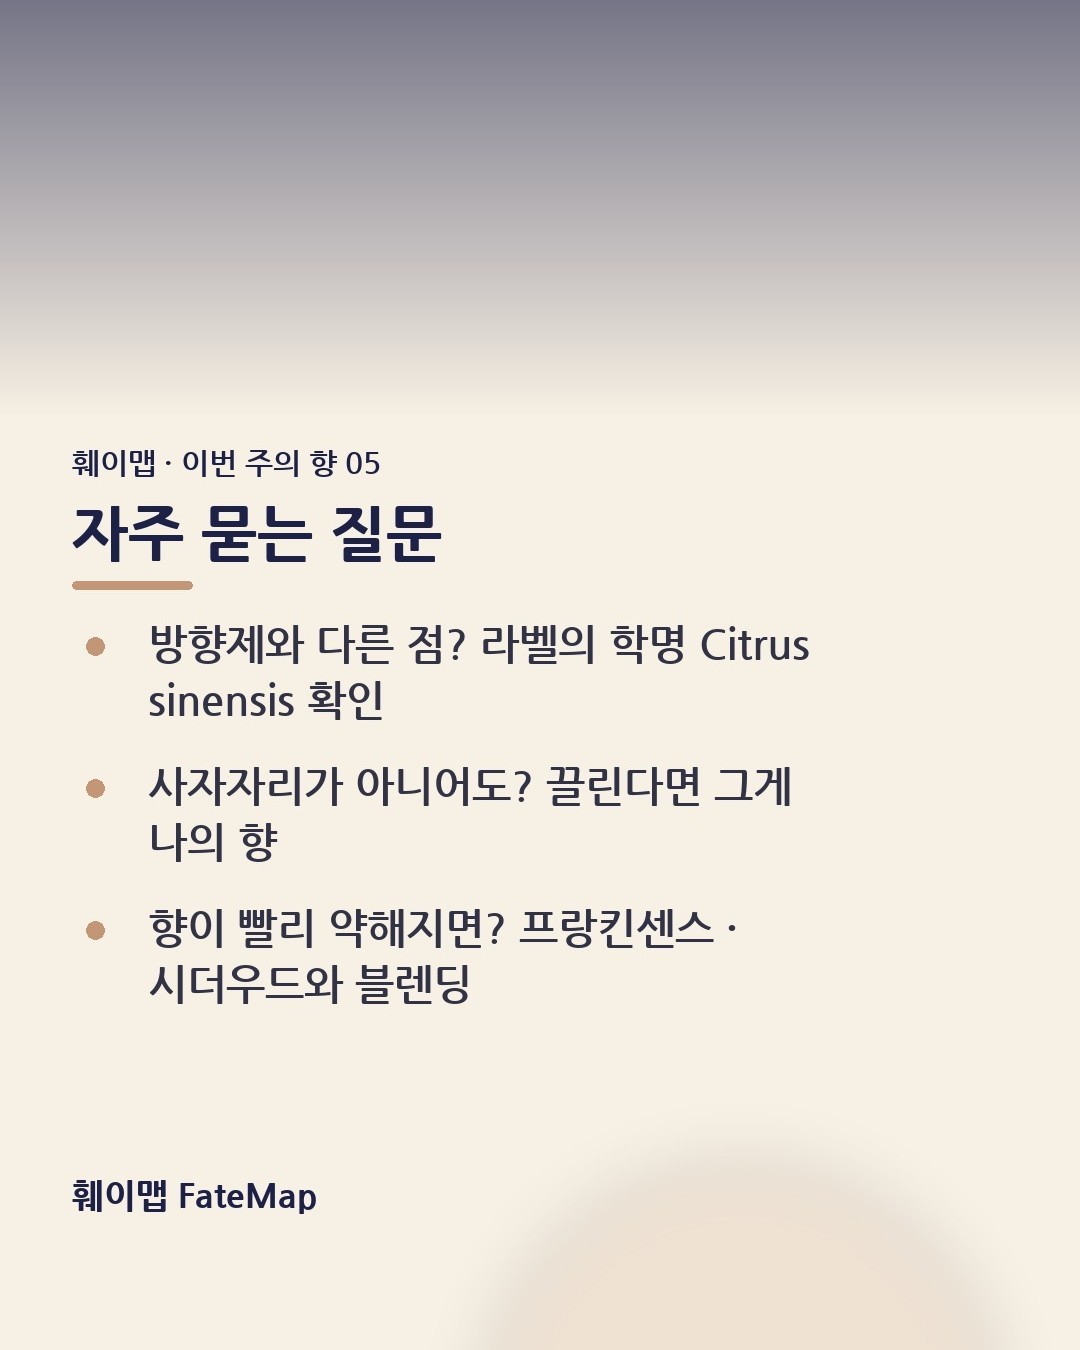 훼이맵 · 이번 주의 향 05
자주 묻는 질문
방향제와 다른 점? 라벨의 학명 Citrus
sinensis 확인
사자자리가 아니어도? 끌린다면 그게
나의 향
향이 빨리 약해지면? 프랑킨센스 ·
시더우드와 블렌딩
훼이맵 FateMap